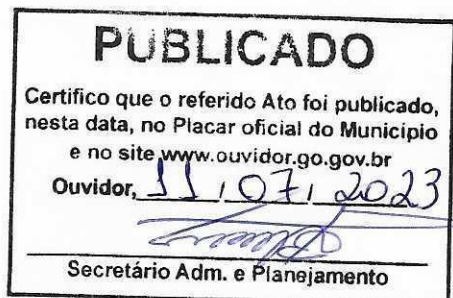 PUBLICADO
Certifico que o referido Ato foi publicado,
nesta data, no Placar oficial do Município
e no site www.ouvidor.go.gov.br
Ouvidor, 11 / 07 / 2023
Secretário Adm. e Planejamento